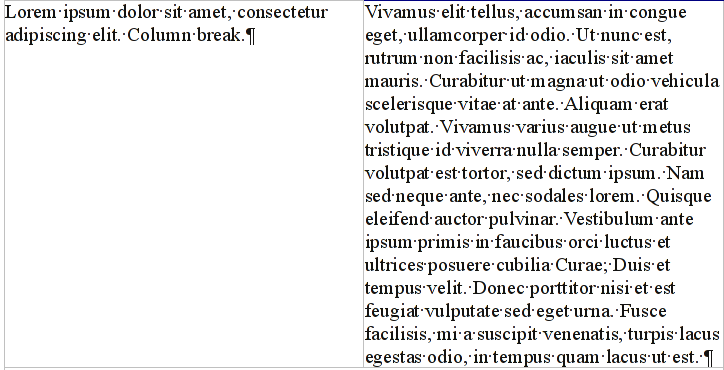 Lorem ipsum dolor sit amet, consectetur
adipiscing elit. Column break.¶
Vivamus elit tellus, accumsan in congue
eget, ullamcorper id odio. Ut nunc est,
rutrum non facilisis ac, iaculis sit amet
mauris. Curabitur ut magna ut odio vehicula
scelerisque vitae at ante. Aliquam erat
volutpat. Vivamus varius augue ut metus
tristique id viverra nulla semper. Curabitur
volutpat est tortor, sed dictum ipsum. Nam
sed neque ante, nec sodales lorem. Quisque
eleifend auctor pulvinar. Vestibulum ante
ipsum primis in faucibus orci luctus et
ultrices posuere cubilia Curae; Duis et
tempus velit. Donec porttitor nisi et est
feugiat vulputate sed eget urna. Fusce
facilisis, mi a suscipit venenatis, turpis lacus
egestas odio, in tempus quam lacus ut est. ¶